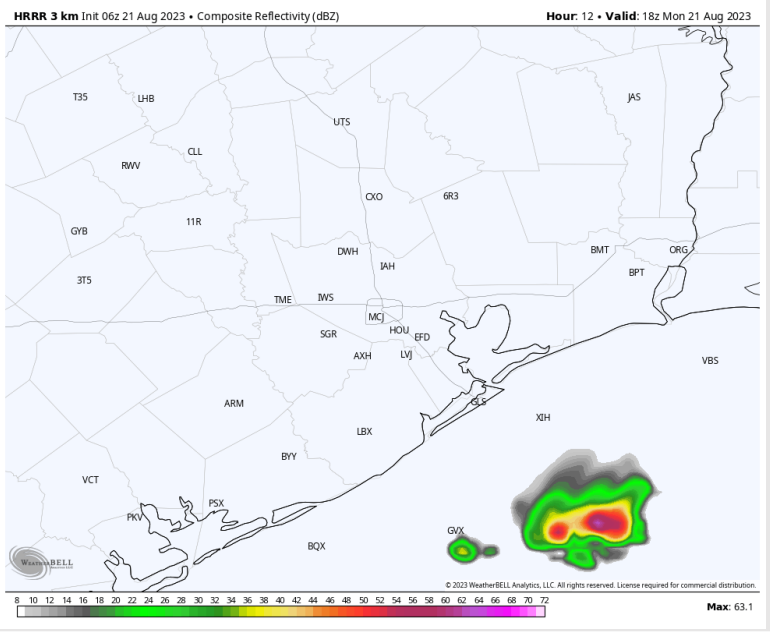 HRRR 3 km Init 06z 21 Aug 2023 • Composite Reflectivity (dBZ)
Hour: 12 • Valid: 18z Mon 21 Aug 2023
T35
LHB
JAS
UTS
CLL
RWV
CXO
6R3
11R
GYB
DWH
BMT
ORG
IAH
BPT
3T5
TME
IWS
MCJ
HOU
SGR
EFD
AXH
LVJ
VBS
ARM
GLS
XIH
LBX
BYY
VCT
PSX
PKV
GVX
BQX
WEATHERBELL
© 2023 WeatherBELL Analytics, LLC. All rights reserved. License required for commercial distribution.
8 10 12 14 16 18 20 22 24 26 28 30 32 34 36 38 40 42 44 46 48 50 52 54 56 58 60 62 64 66 68 70 72
Max: 63.1